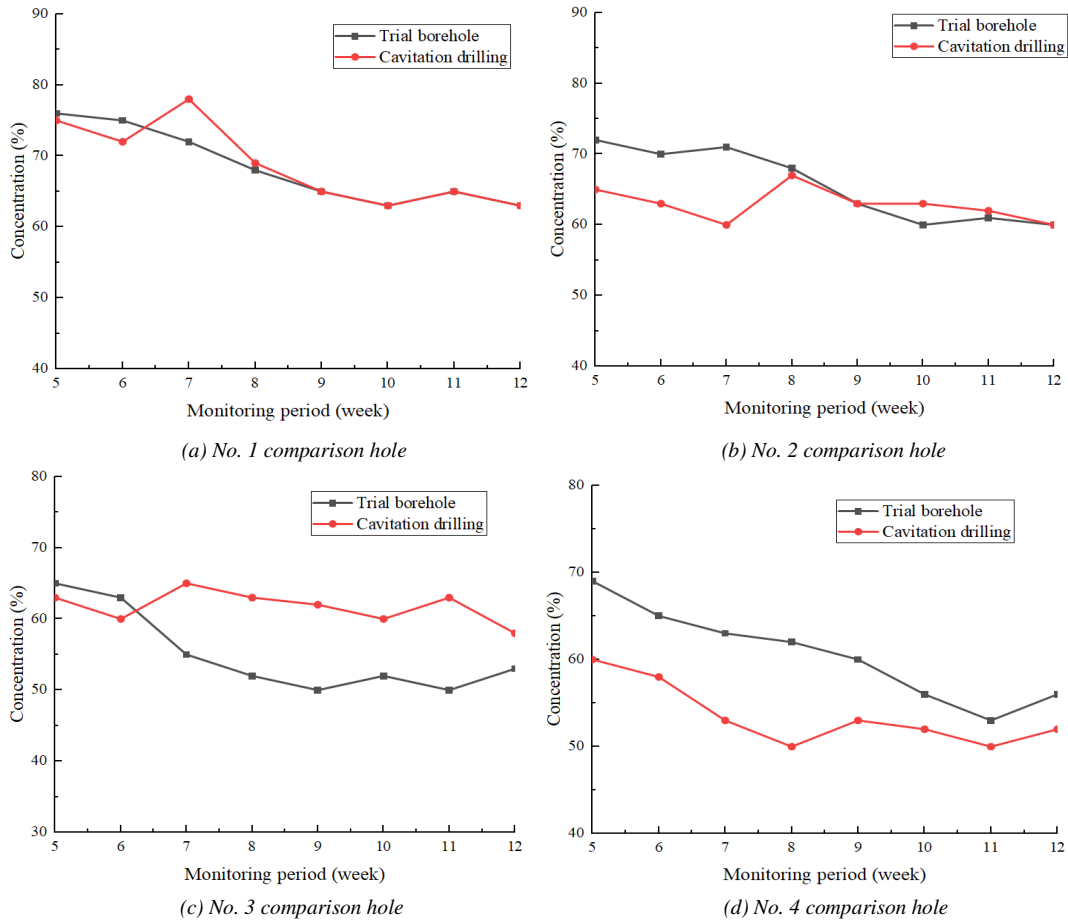 90
80
70
60
50
40
Concentration (%)
Trial borehole
Cavitation drilling
5 6 7 8 9 10 11 12
Monitoring period (week)
(a) No. 1 comparison hole
90
80
70
60
50
40
Concentration (%)
Trial borehole
Cavitation drilling
5 6 7 8 9 10 11 12
Monitoring period (week)
(b) No. 2 comparison hole
80
70
60
50
40
30
Concentration (%)
Trial borehole
Cavitation drilling
5 6 7 8 9 10 11 12
Monitoring period (week)
(c) No. 3 comparison hole
80
70
60
50
40
Concentration (%)
Trial borehole
Cavitation drilling
5 6 7 8 9 10 11 12
Monitoring period (week)
(d) No. 4 comparison hole